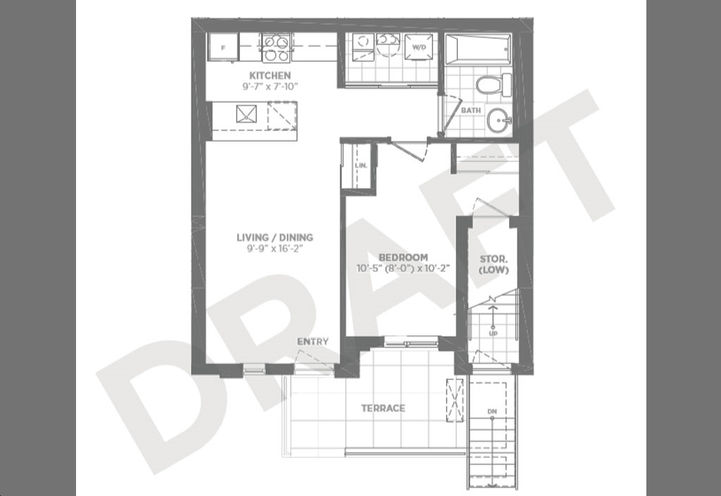 F
W/D
KITCHEN
9'-7" x 7'-10"
BATH
LIN.
LIVING / DINING
9'-9" x 16'-2"
BEDROOM
10'-5" (8'-0") x 10'-2"
STOR.
(LOW)
UP
ENTRY
TERRACE
DN
DRAFT